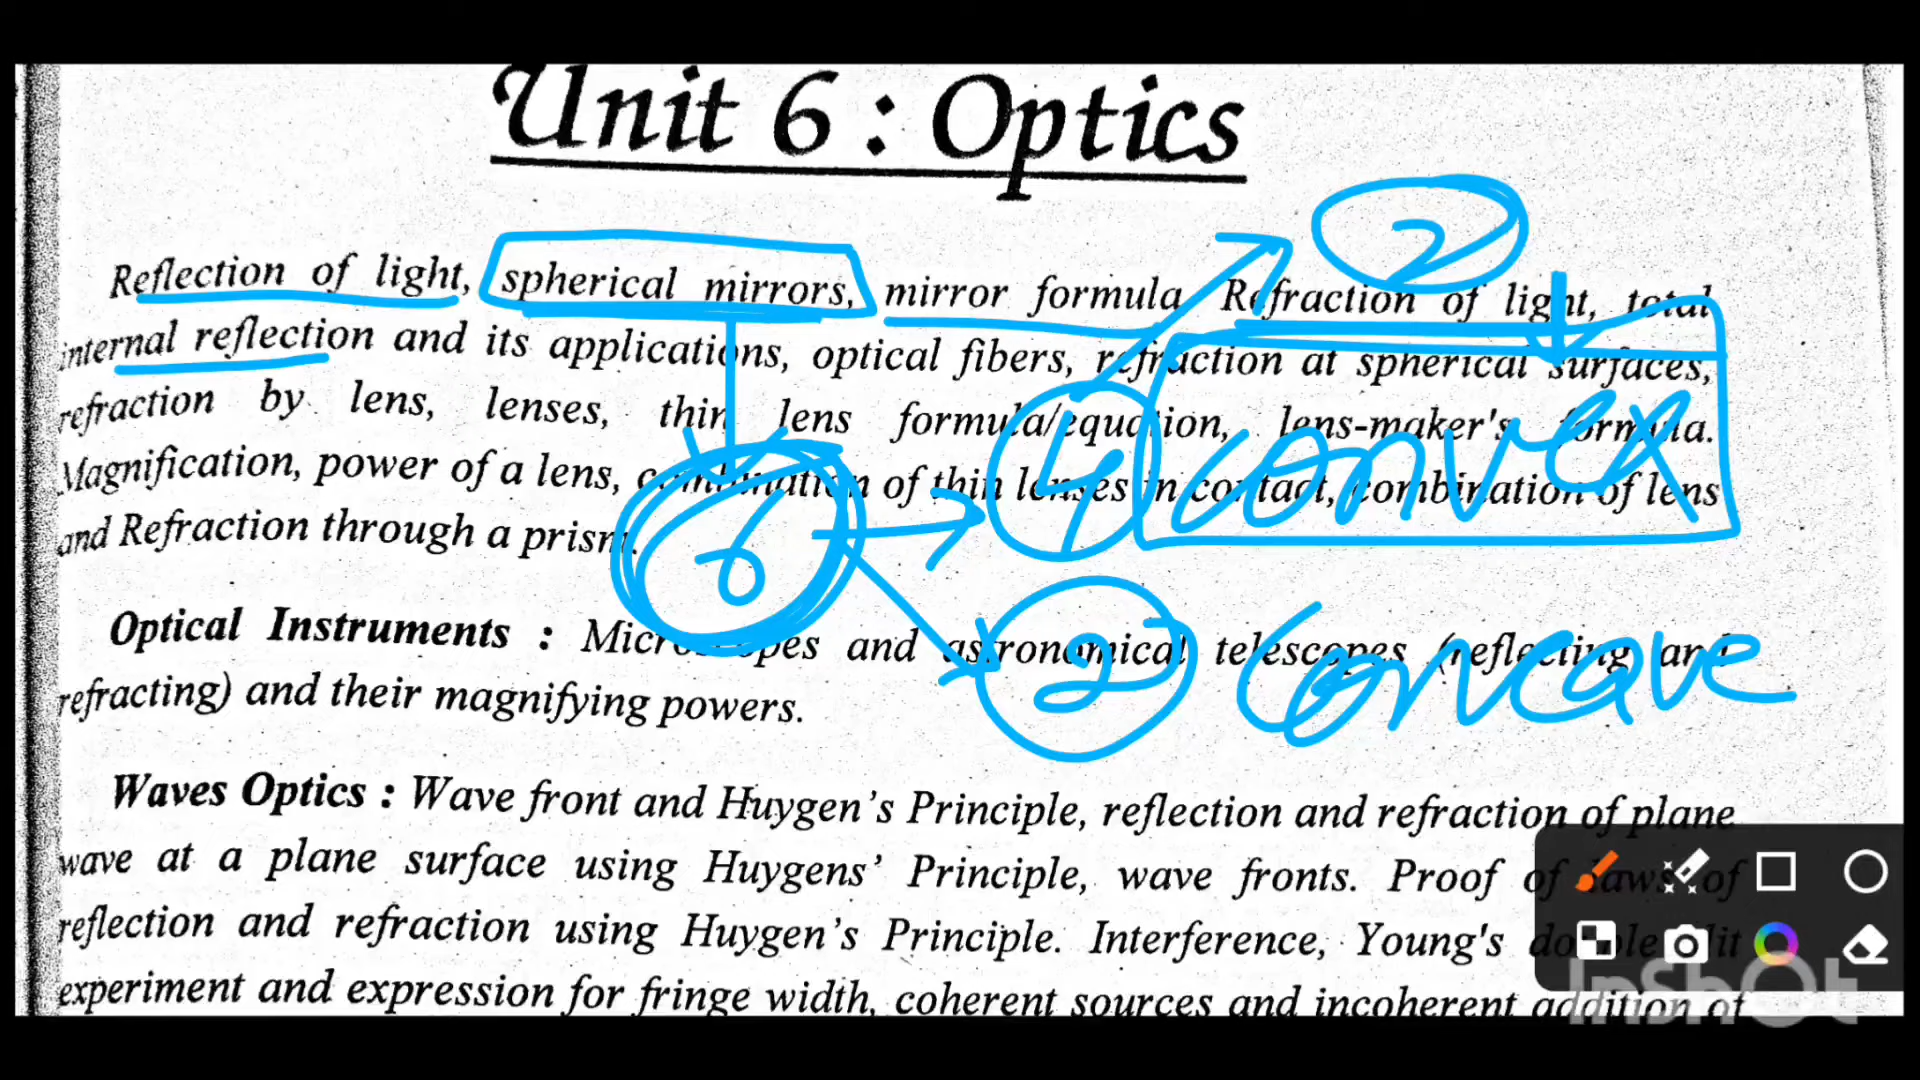 Unit 6 : Optics
2
Reflection of light, spherical mirrors, mirror formula Refraction of light, total
internal reflection and its applications, optical fibers, refraction at spherical surfaces,
refraction by lens, lenses, thin lens formula/equation, lens-maker's formula.
Magnification, power of a lens, combination of thin lenses in contact, combination of lens
and Refraction through a prism.
6
4
convex
Optical Instruments : Microscopes and astronomical telescopes (reflecting and
refracting) and their magnifying powers.
2
Concave
Waves Optics : Wave front and Huygen’s Principle, reflection and refraction of plane
wave at a plane surface using Huygens’ Principle, wave fronts. Proof of laws of
reflection and refraction using Huygen’s Principle. Interference, Young's double slit
experiment and expression for fringe width, coherent sources and incoherent addition of
InShOt